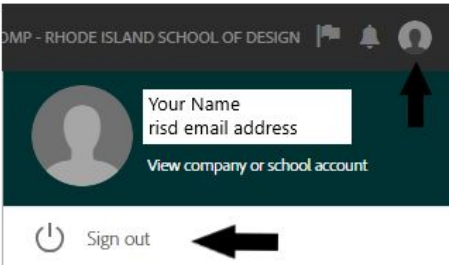 OMP - RHODE ISLAND SCHOOL OF DESIGN
Your Name
risd email address
View company or school account
Sign out